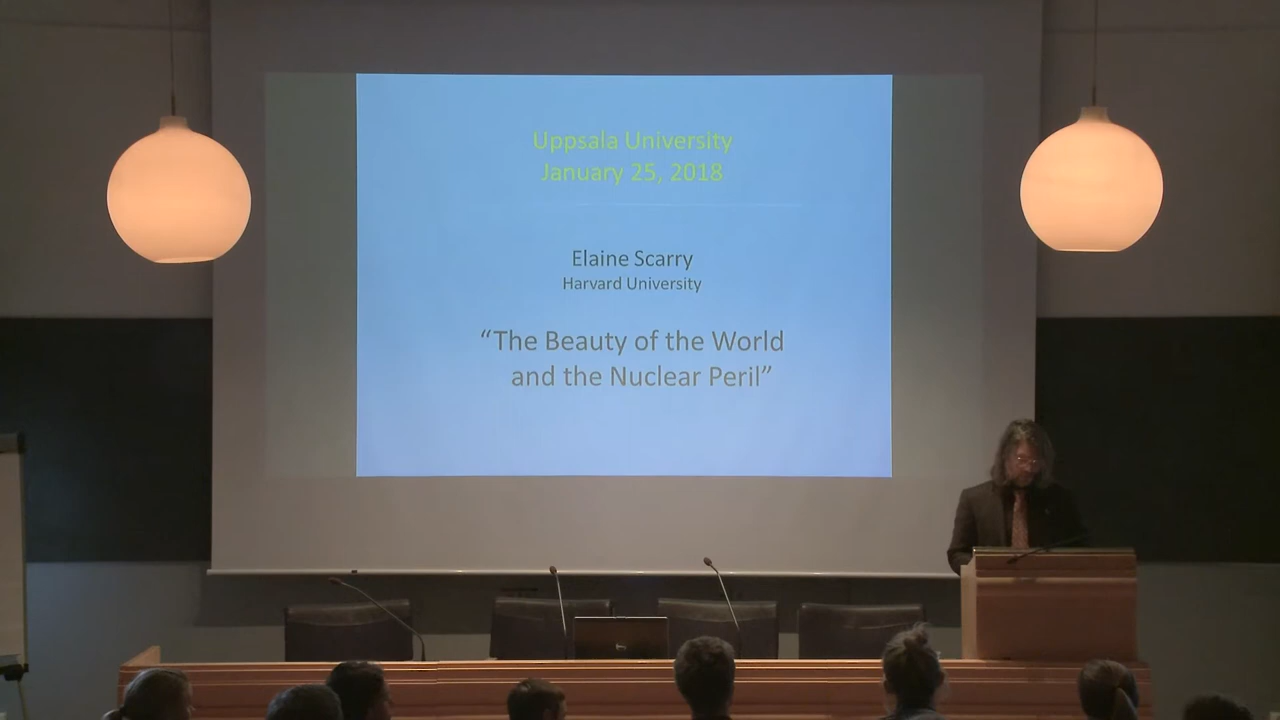 Uppsala University
January 25, 2018
Elaine Scarry
Harvard University
“The Beauty of the World
and the Nuclear Peril”